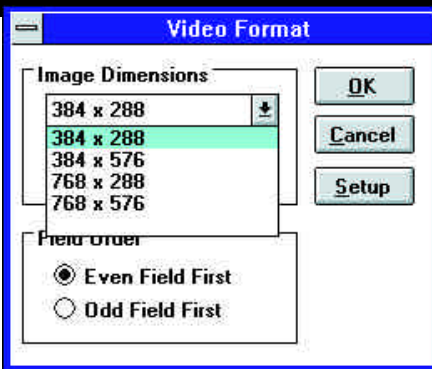 Video Format
Image Dimensions
384 x 288
384 x 288
384 x 576
768 x 288
768 x 576
OK
Cancel
Setup
Field Order
Even Field First
Odd Field First